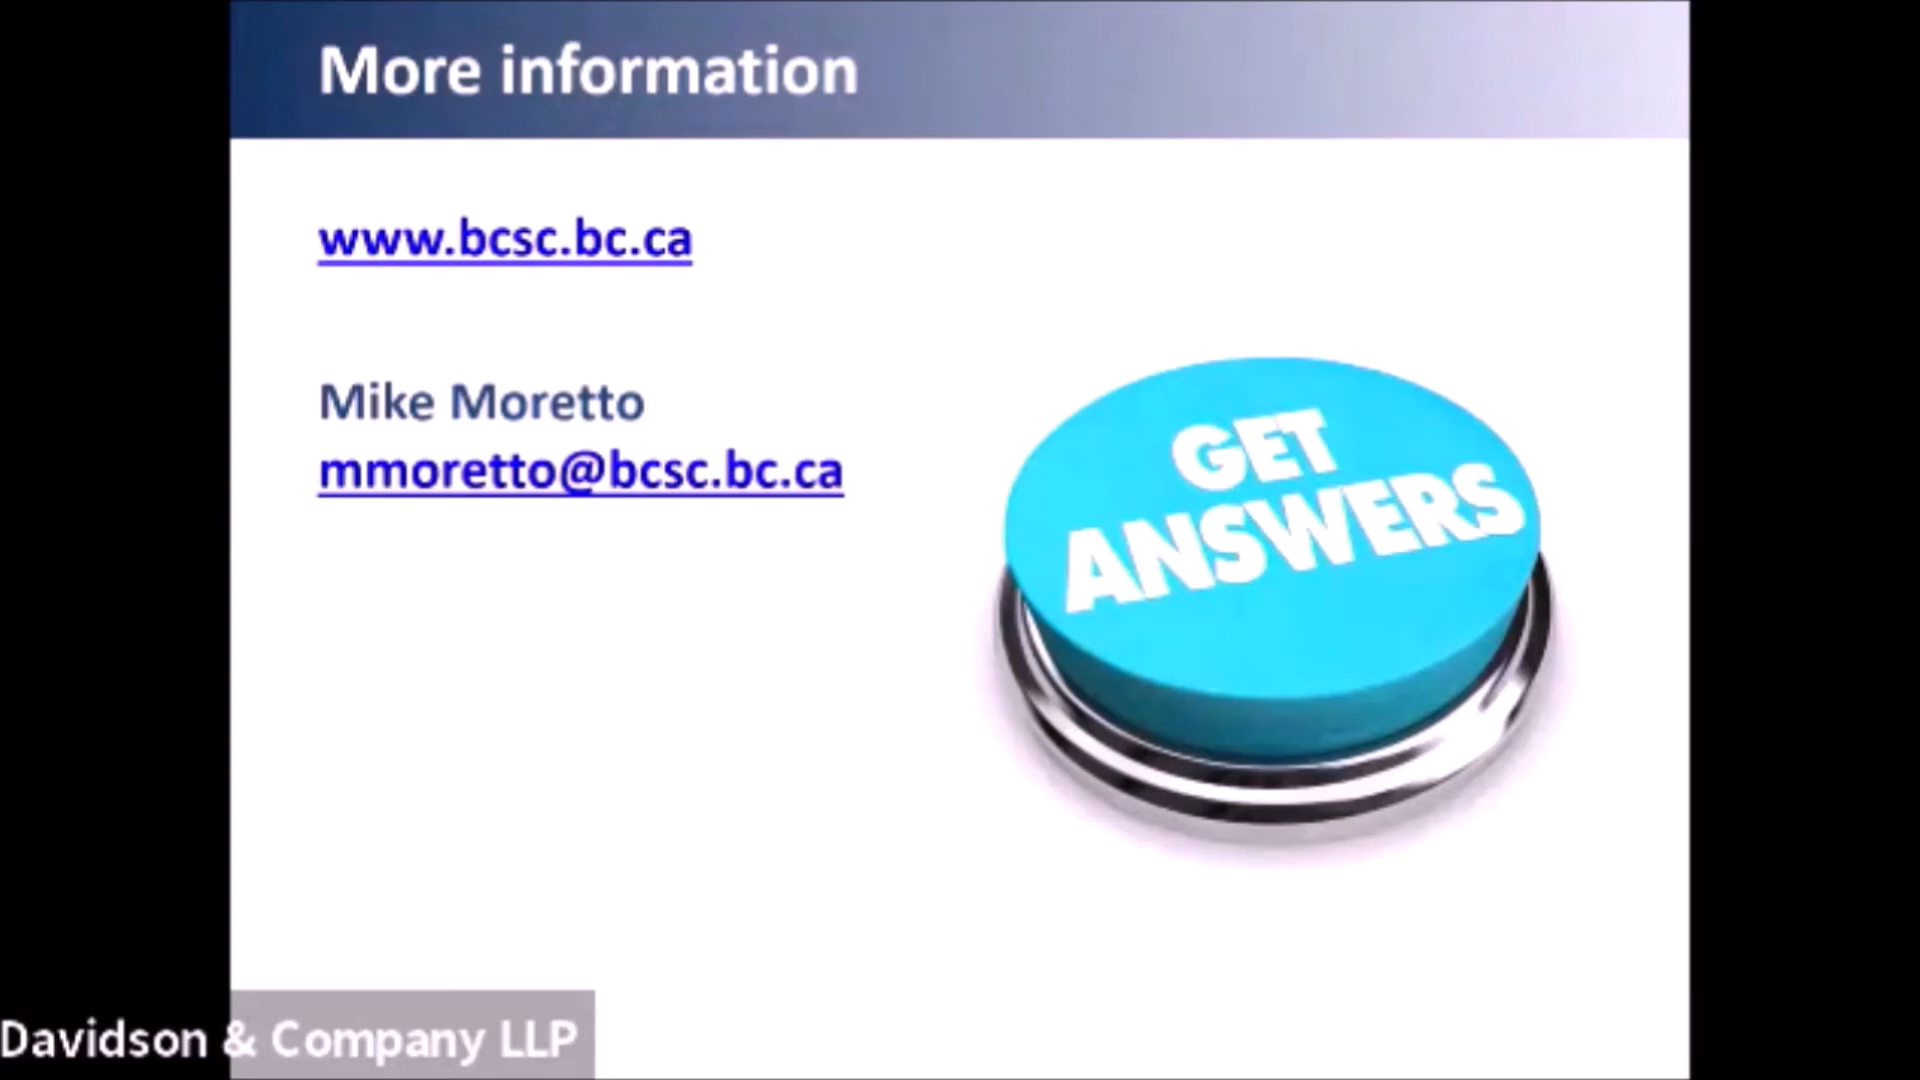 More information
www.bcsc.bc.ca
Mike Moretto
mmoretto@bcsc.bc.ca
GET
ANSWERS
Davidson & Company LLP